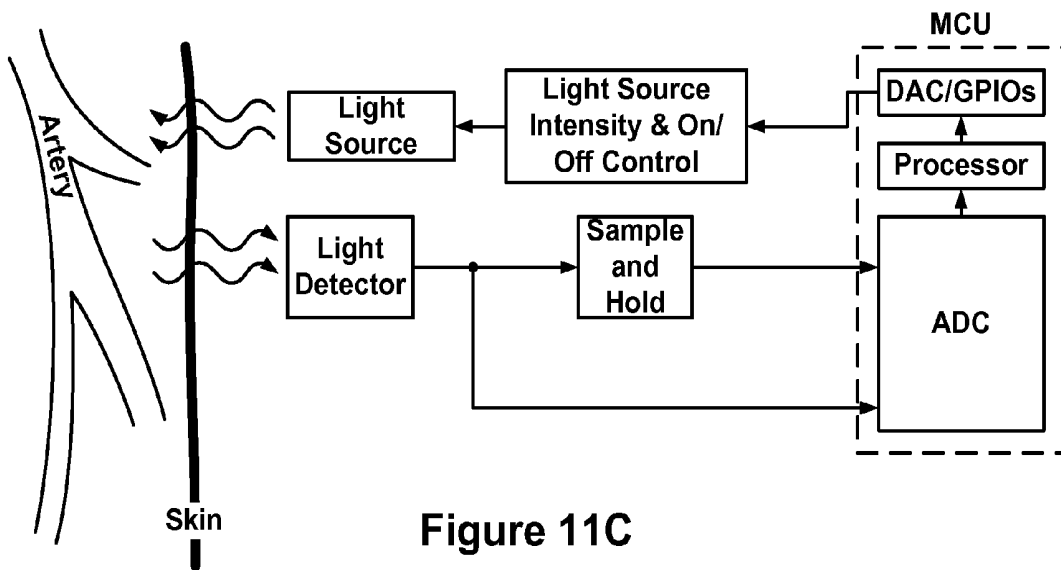 MCU
Artery
Light
Source
Light Source
Intensity & On/
Off Control
DAC/GPIOs
Processor
Light
Detector
Sample
and
Hold
ADC
Skin
Figure 11C